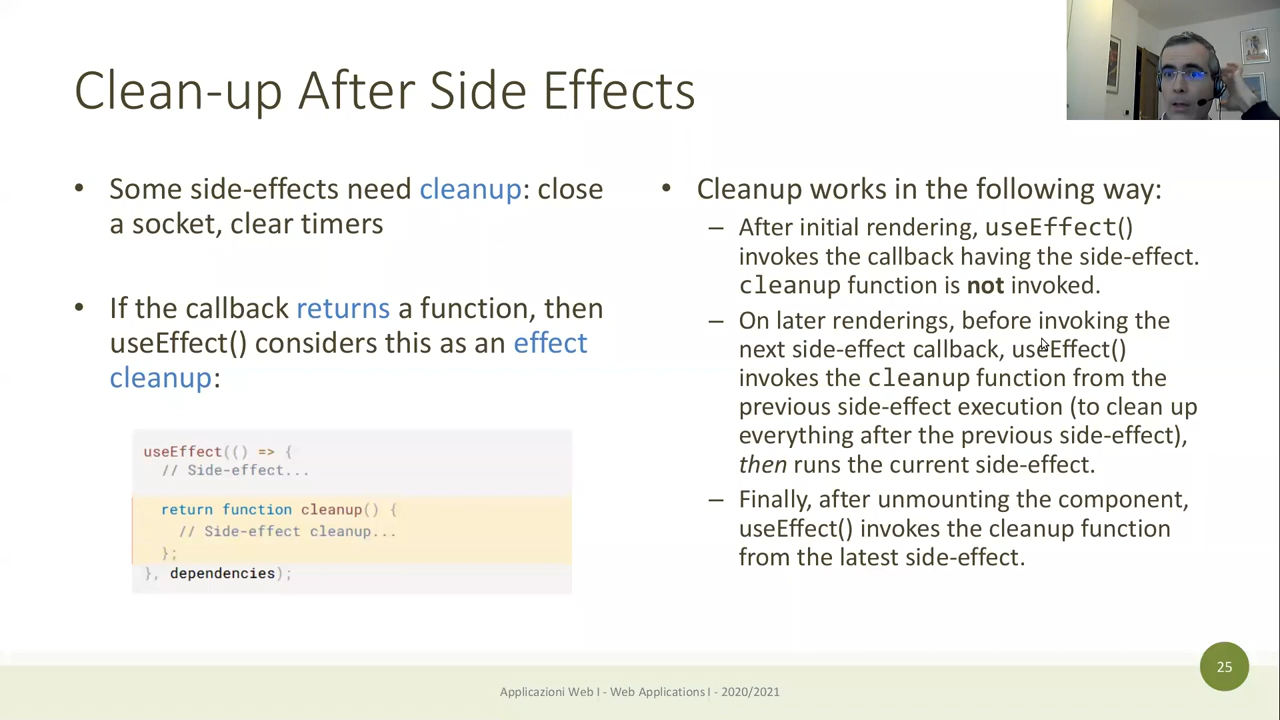 Clean-up After Side Effects
• Some side-effects need cleanup: close
a socket, clear timers
• If the callback returns a function, then
useEffect() considers this as an effect
cleanup:
useEffect(() => {
// Side-effect...
return function cleanup() {
// Side-effect cleanup...
};
}, dependencies);
• Cleanup works in the following way:
– After initial rendering, useEffect()
invokes the callback having the side-effect.
cleanup function is not invoked.
– On later renderings, before invoking the
next side-effect callback, useEffect()
invokes the cleanup function from the
previous side-effect execution (to clean up
everything after the previous side-effect),
then runs the current side-effect.
– Finally, after unmounting the component,
useEffect() invokes the cleanup function
from the latest side-effect.
Applicazioni Web I - Web Applications I - 2020/2021
25